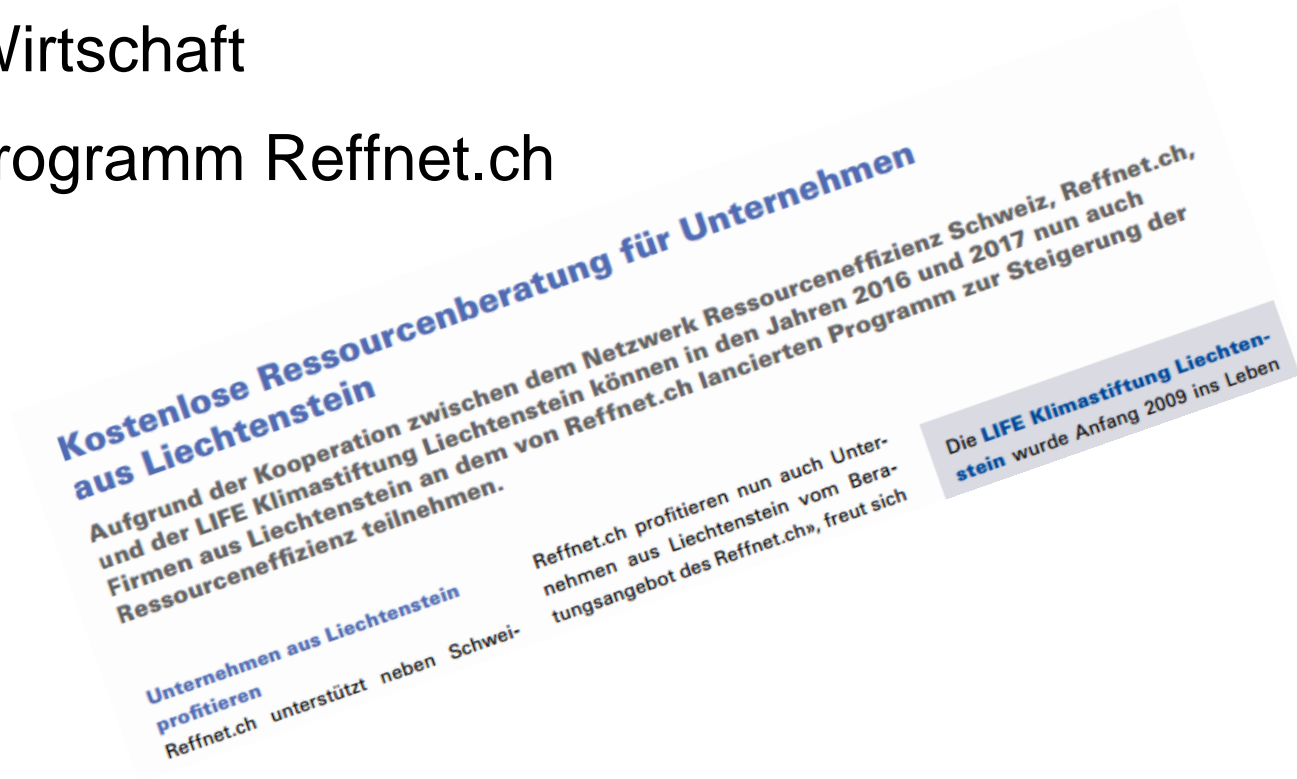 Wirtschaft
rogramm Reffnet.ch
Kostenlose Ressourcenberatung für Unternehmen
aus Liechtenstein
Aufgrund der Kooperation zwischen dem Netzwerk Ressourceneffizienz Schweiz, Reffnet.ch,
und der LIFE Klimastiftung Liechtenstein können in den Jahren 2016 und 2017 nun auch
Firmen aus Liechtenstein an dem von Reffnet.ch lancierten Programm zur Steigerung der
Ressourceneffizienz teilnehmen.
Unternehmen aus Liechtenstein
profitieren
Reffnet.ch unterstützt neben Schwei-
Reffnet.ch profitieren nun auch Unter-
nehmen aus Liechtenstein vom Bera-
tungsangebot des Reffnet.ch», freut sich
Die LIFE Klimastiftung Liechten-
stein wurde Anfang 2009 ins Leben